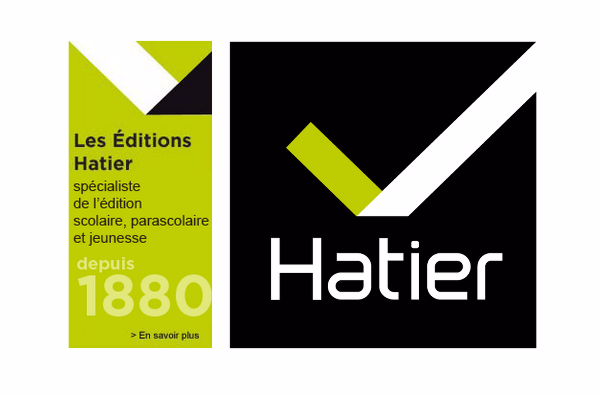 Les Éditions
Hatier
spécialiste
de l'édition
scolaire, parascolaire
et jeunesse
depuis
1880
> En savoir plus
Hatier